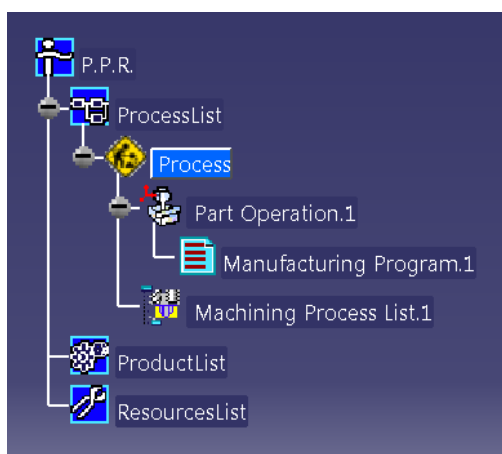 P.P.R.
ProcessList
Process
Part Operation.1
Manufacturing Program.1
Machining Process List.1
ProductList
ResourcesList